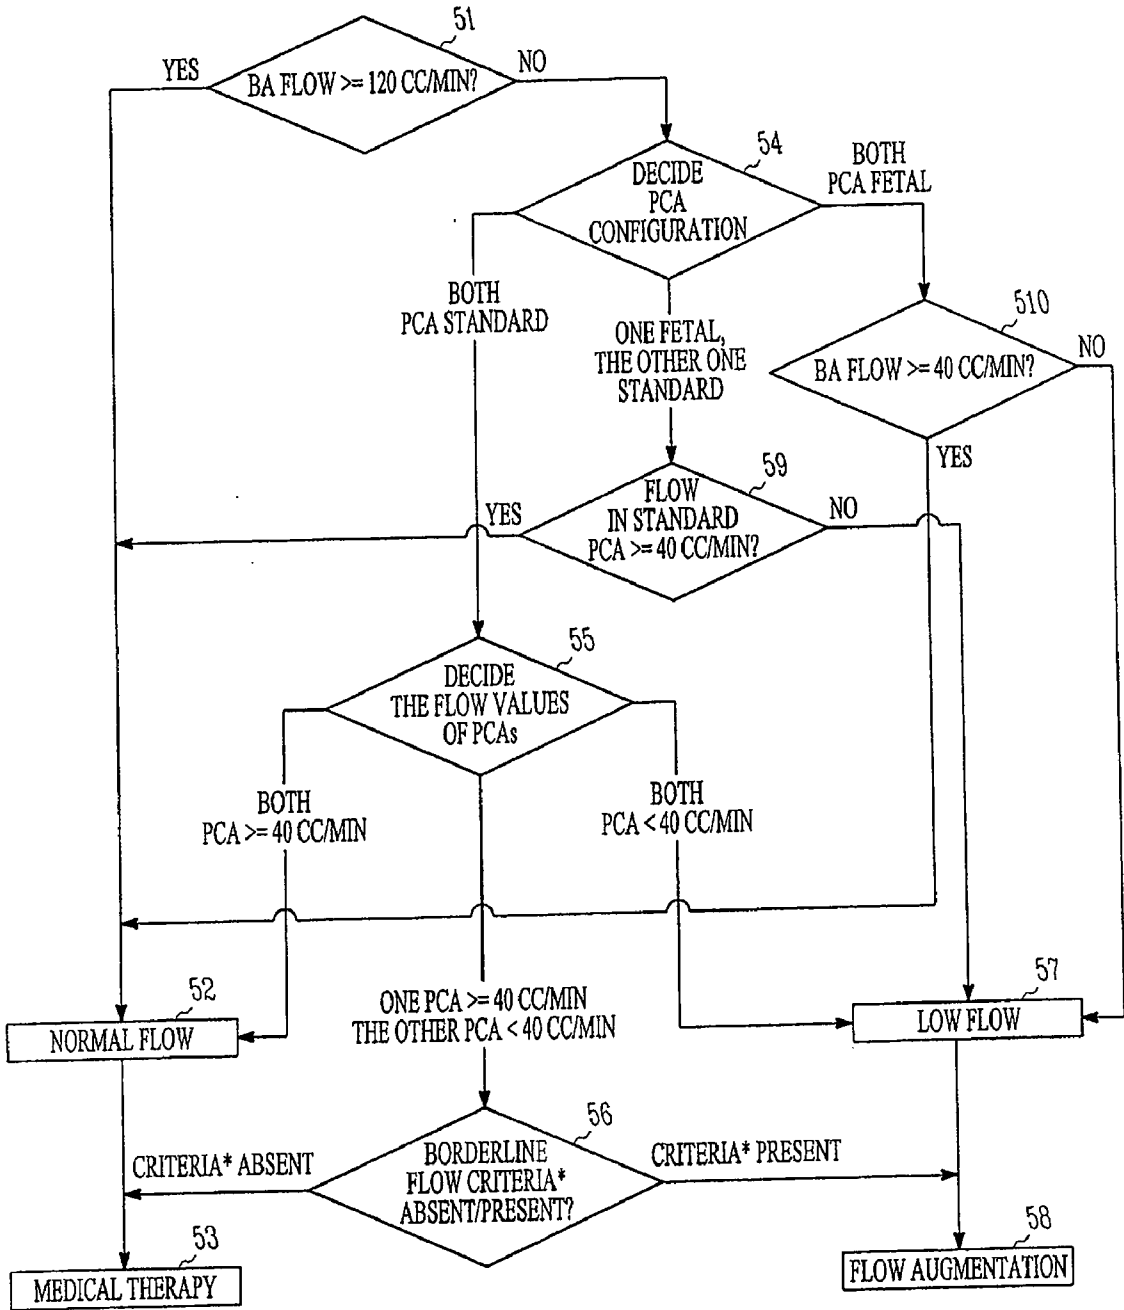 51
YES
BA FLOW >= 120 CC/MIN?
NO
54
DECIDE
PCA
CONFIGURATION
BOTH
PCA FETAL
BOTH
PCA STANDARD
ONE FETAL,
THE OTHER ONE
STANDARD
510
BA FLOW >= 40 CC/MIN?
NO
YES
59
YES
FLOW
IN STANDARD
PCA >= 40 CC/MIN?
NO
55
DECIDE
THE FLOW VALUES
OF PCAs
BOTH
PCA >= 40 CC/MIN
BOTH
PCA < 40 CC/MIN
ONE PCA >= 40 CC/MIN
THE OTHER PCA < 40 CC/MIN
52
NORMAL FLOW
57
LOW FLOW
56
CRITERIA* ABSENT
BORDERLINE
FLOW CRITERIA*
ABSENT/PRESENT?
CRITERIA* PRESENT
53
MEDICAL THERAPY
58
FLOW AUGMENTATION